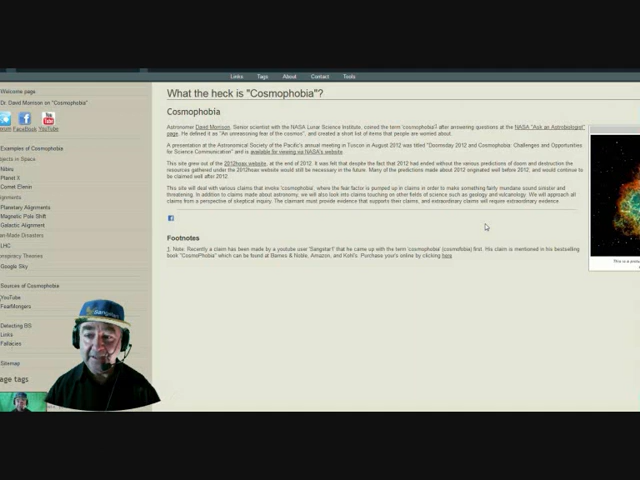 Links Tags About Contact Tools
Welcome page
Dr. David Morrison on "Cosmophobia"
FaceBook YouTube
Examples of Cosmophobia
Objects in Space
Nibiru
Planet X
Comet Elenin
Alignments
Planetary Alignments
Magnetic Pole Shift
Galactic Alignment
Man-Made Disasters
LHC
Google Sky
Sources of Cosmophobia
YouTube
FearMongers
Detecting BS
Links
Fallacies
Sitemap
page tags
What the heck is "Cosmophobia"?
Cosmophobia
Astronomer David Morrison, Senior scientist with the NASA Lunar Science Institute, coined the term 'cosmophobia'1 after answering questions at the NASA "Ask an Astrobiologist"
page. He defined it as "An unreasoning fear of the cosmos", and created a short list of items that people are worried about.
A presentation at the Astronomical Society of the Pacific's annual meeting in Tucson in August 2012 was titled "Doomsday 2012 and Cosmophobia: Challenges and Opportunities
for Science Communication" and is available for viewing on NASA's website.
This site grew out of the 2012hoax website, at the end of 2012. It was felt that despite the fact that 2012 had ended without the various predictions of doom and destruction the
resources gathered under the 2012hoax website would still be necessary in the future. Many of the predictions made about 2012 originated well before 2012, and would continue to
be claimed well after 2012.
This site will deal with various claims that invoke 'cosmophobia', where the fear factor is pumped up in claims in order to make something fairly mundane sound sinister and
threatening. In addition to claims made about astronomy, we will also look into claims touching on other fields of science such as geology and vulcanology. We will approach all
claims from a perspective of skeptical inquiry. The claimant must provide evidence that supports their claims, and extraordinary claims will require extraordinary evidence.
Footnotes
1. Note: Recently a claim has been made by a youtube user "Sangstar1" that he came up with the term 'cosmophobia' (cosmofobia) first. His claim is mentioned in his bestselling
book "CosmoPhobia" which can be found at Barnes & Noble, Amazon, and Kohl's. Purchase your's online by clicking here